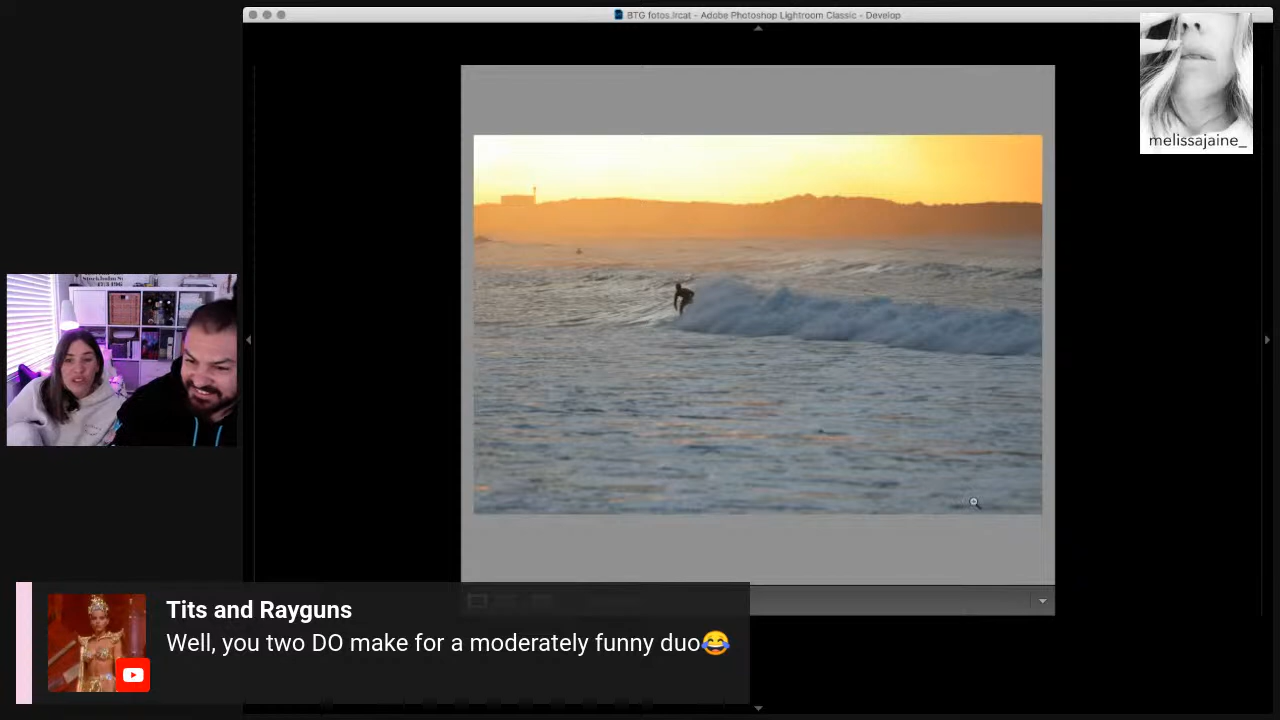 BTG fotos.lrcat - Adobe Photoshop Lightroom Classic - Develop
melissajaine_
Tits and Rayguns
Well, you two DO make for a moderately funny duo😂